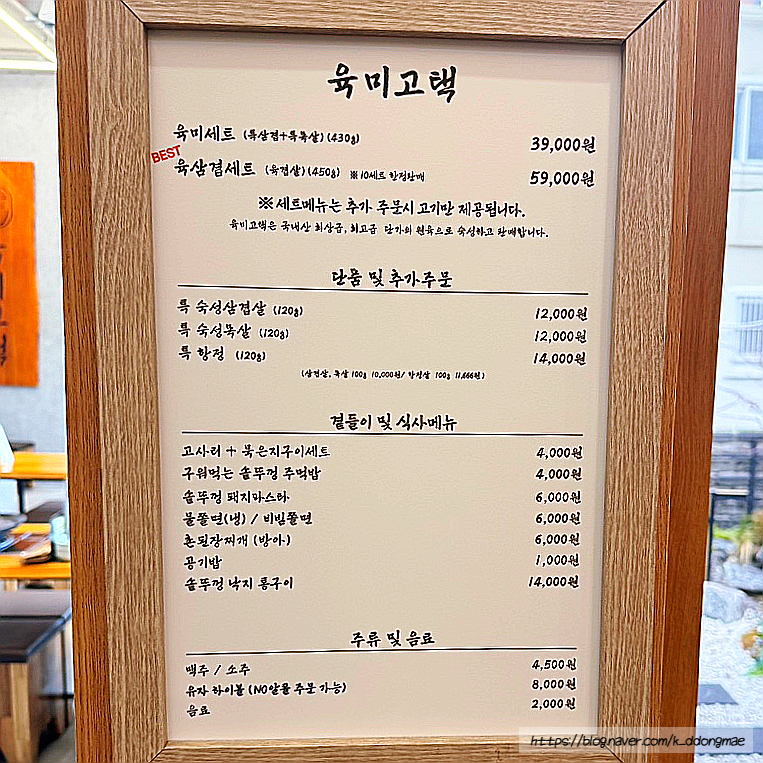 육미고택
육미세트 (특삼겹+특목살) (430g) 39,000원
BEST
육삼겹세트 (육겹살) (450g) ※ 10세트 한정판매 59,000원
※ 세트메뉴는 추가 주문시 고기만 제공됩니다.
육미고택은 국내산 최상급, 최고급 단가의 원육으로 숙성하고 판매합니다.
단품 및 추가주문
특 숙성삼겹살 (120g) 12,000원
특 숙성목살 (120g) 12,000원
특 항정 (120g) 14,000원
(삼겹살, 목살 100g 10,000원/ 항정살 100g 11,666원)
곁들이 및 식사메뉴
고사리 + 묵은지구이세트 4,000원
구워먹는 솥뚜껑 주먹밥 4,000원
솥뚜껑 돼지파스타 6,000원
물쫄면(냉) / 비빔쫄면 6,000원
촌된장찌개 (방아) 6,000원
공기밥 1,000원
솥뚜껑 낙지 통구이 14,000원
주류 및 음료
맥주 / 소주 4,500원
유자 하이볼 (NO알콜 주문 가능) 8,000원
음료 2,000원
https://blog.naver.com/k_ddongmae